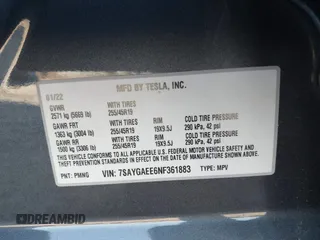 MFD BY TESLA, INC.
01/22
GVWR WITH TIRES
2571 kg (5669 lb) 255/45R19
GAWR FRT WITH TIRES RIM COLD TIRE PRESSURE
1363 kg (3004 lb) 255/45R19 19X9.5J 290 kPa, 42 psi
GAWR RR WITH TIRES RIM COLD TIRE PRESSURE
1500 kg (3306 lb) 255/45R19 19X9.5J 290 kPa, 42 psi
THIS VEHICLE CONFORMS TO ALL APPLICABLE U.S.
FEDERAL MOTOR VEHICLE SAFETY STANDARDS IN EFFECT
ON THE DATE OF MANUFACTURE SHOWN ABOVE.
PNT: PMNG VIN: 7SAYGAEE6NF361883 TYPE: MPV
DREAMBID